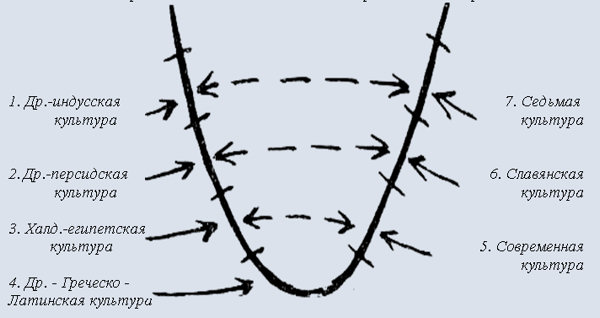 1. Др.-индусская
культура
2. Др.-персидская
культура
3. Халд.-египетская
культура
4. Др. - Греческо -
Латинская культура
7. Седьмая
культура
6. Славянская
культура
5. Современная
культура